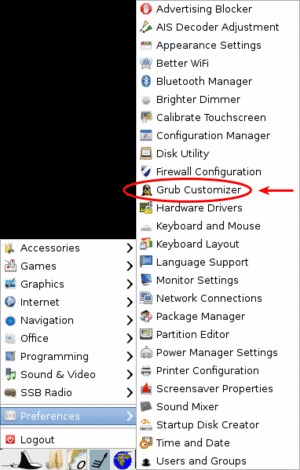 Advertising Blocker
AIS Decoder Adjustment
Appearance Settings
Better WiFi
Bluetooth Manager
Brighter Dimmer
Calibrate Touchscreen
Configuration Manager
Disk Utility
Firewall Configuration
Grub Customizer
Hardware Drivers
Keyboard and Mouse
Keyboard Layout
Language Support
Monitor Settings
Network Connections
Package Manager
Partition Editor
Power Manager Settings
Printer Configuration
Screensaver Properties
Sound Mixer
Startup Disk Creator
Time and Date
Users and Groups
Accessories
Games
Graphics
Internet
Navigation
Office
Programming
Sound & Video
SSB Radio
Preferences
Logout